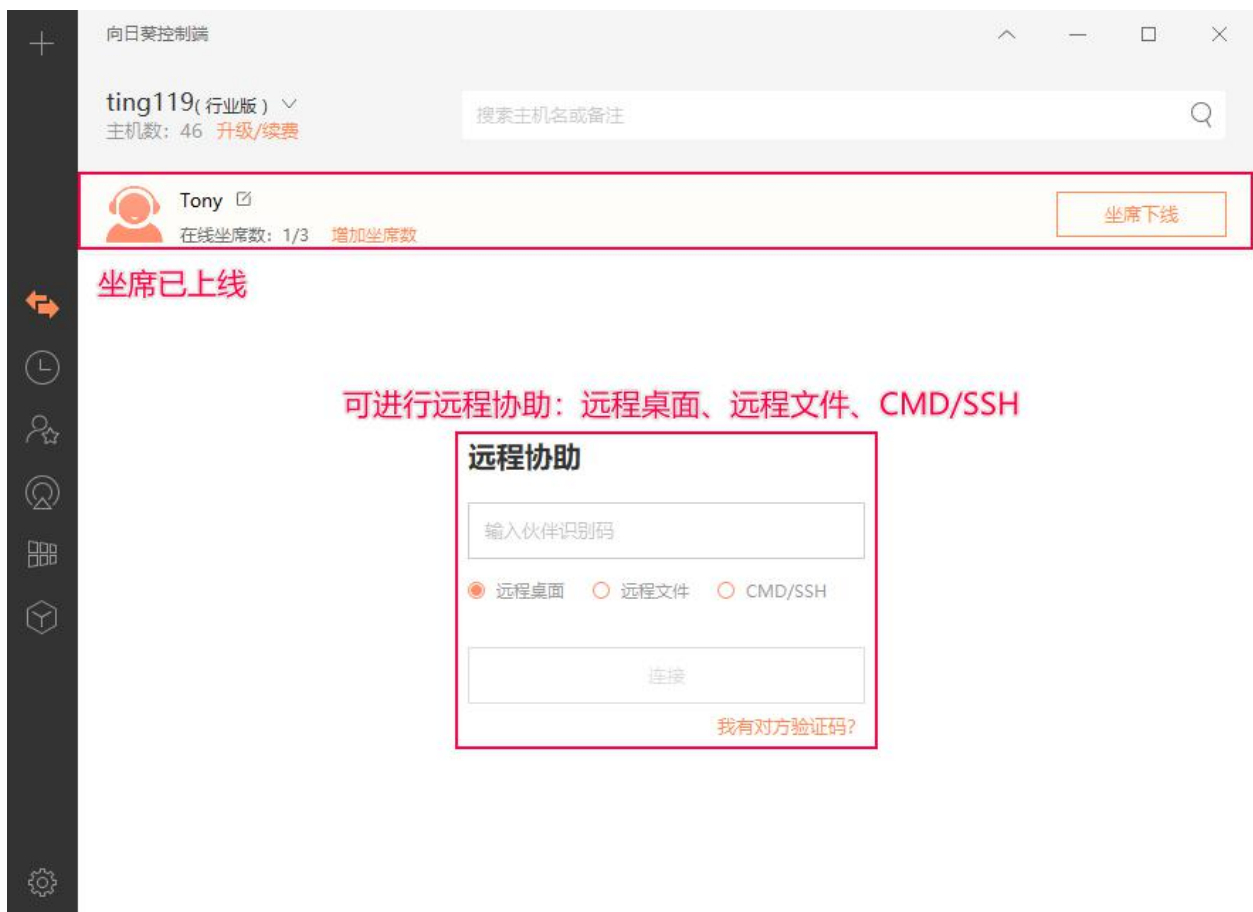 向日葵控制端
ting119(行业版)
主机数：46 升级/续费
搜索主机名或备注
Tony
在线坐席数：1/3 增加坐席数
坐席下线
坐席已上线
可进行远程协助：远程桌面、远程文件、CMD/SSH
远程协助
输入伙伴识别码
远程桌面 远程文件 CMD/SSH
连接
我有对方验证码?